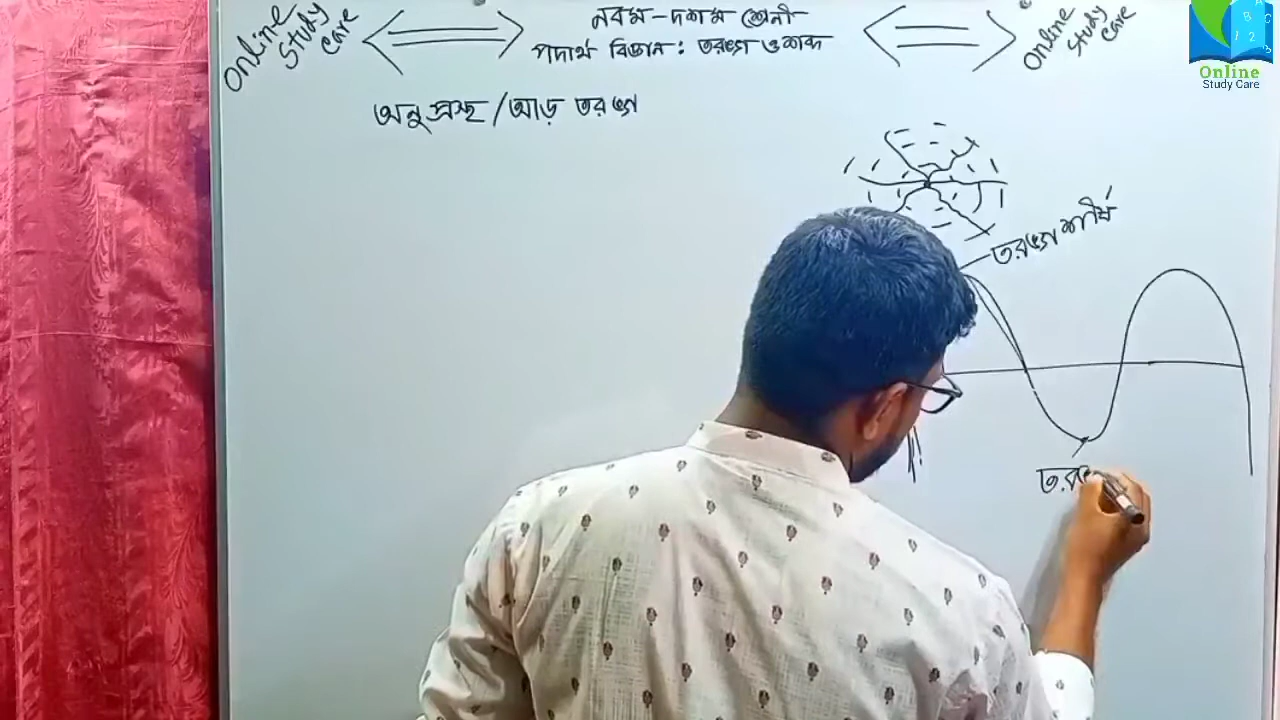 Online Study Care
নবম-দশম শ্রেনী
পদার্থ বিজ্ঞান: তরঙ্গ ও শব্দ
Online Study Care
Online
Study Care
অনুপ্রস্থ/আড় তরঙ্গ
তরঙ্গ শীর্ষ
তর